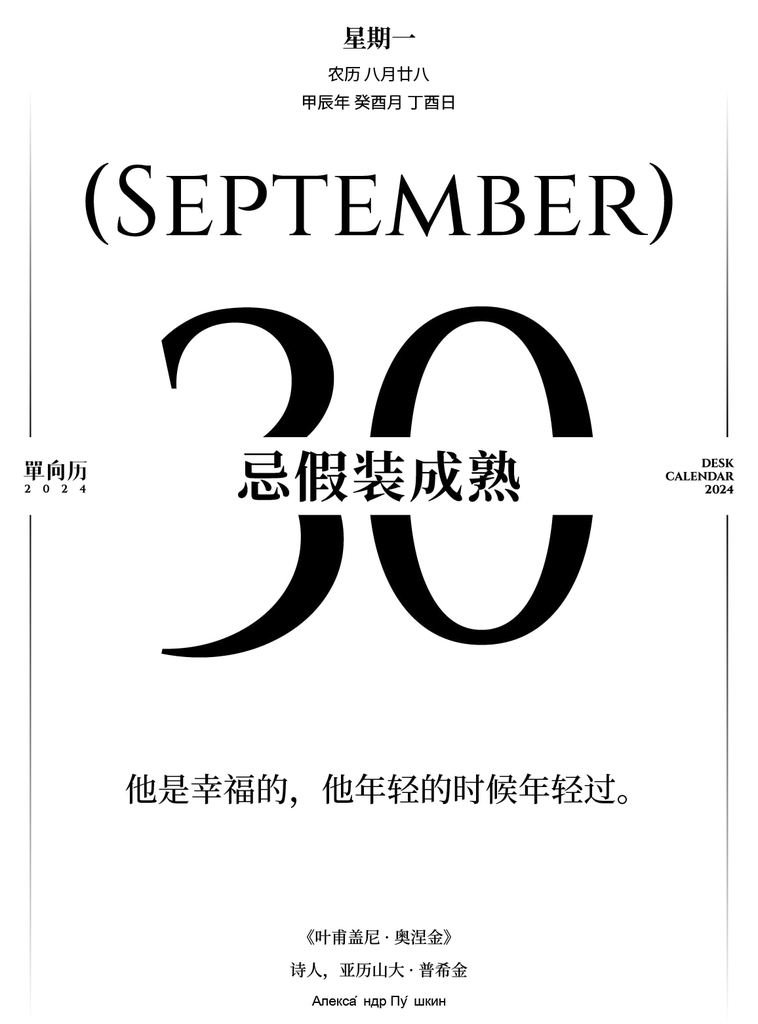 星期一
农历 八月廿八
甲辰年 癸酉月 丁酉日
(SEPTEMBER)
30
忌假装成熟
單向历
2024
DESK
CALENDAR
2024
他是幸福的，他年轻的时候年轻过。
《叶甫盖尼·奥涅金》
诗人，亚历山大·普希金
Алекса́ндр Пу́шкин